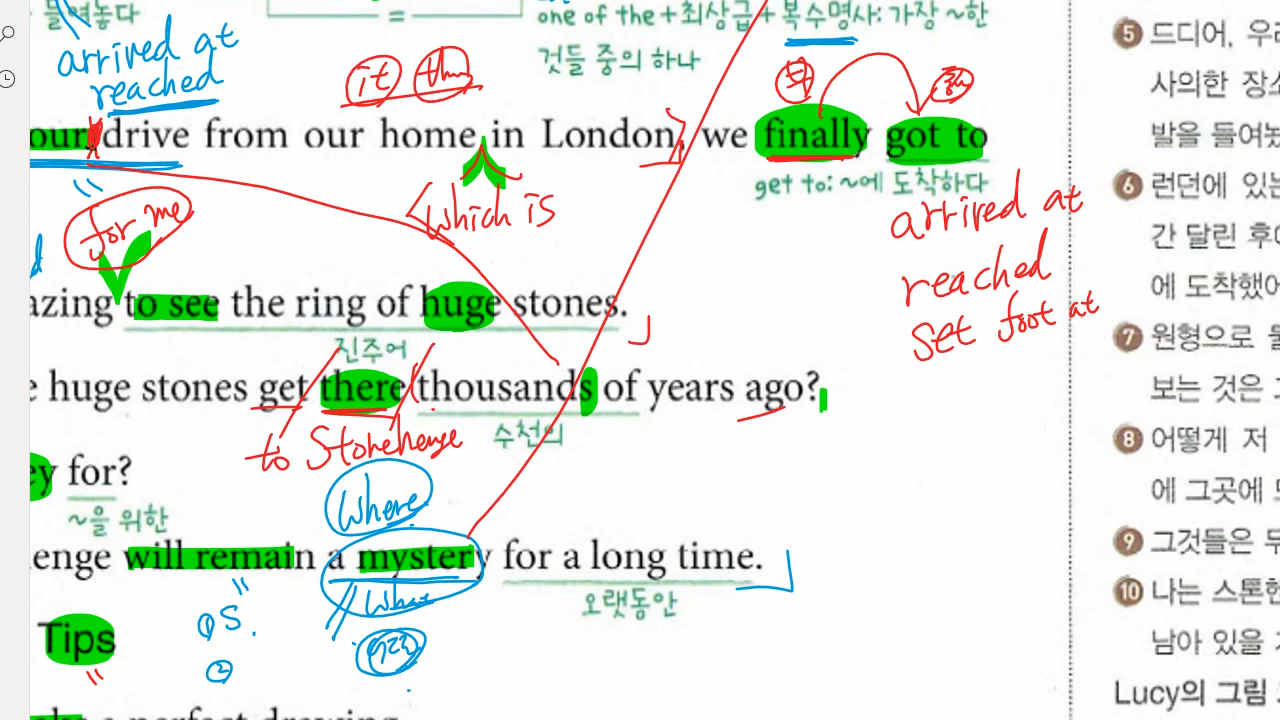 들여놓다
= 
one of the + 최상급 + 복수명사: 가장 ~한
것들 중의 하나
arrived at
reached
it
our drive from our home in London, we finally got to
get to: ~에 도착하다
which is
for me
arrived at
reached
set foot at
azing to see the ring of huge stones.
진주어
e huge stones get there thousands of years ago?
수천의
to Stonehenge
ey for?
~을 위한
Where
enge will remain a mystery for a long time.
오랫동안
What
① S.
②
Tips
a perfect drawing
⑤ 드디어, 우리
사의한 장소
발을 들여놨
⑥ 런던에 있는
간 달린 후에
에 도착했어
⑦ 원형으로
보는 것은
⑧ 어떻게 저
에 그곳에
⑨ 그것들은 무
⑩ 나는 스톤헨
남아 있을
Lucy의 그림